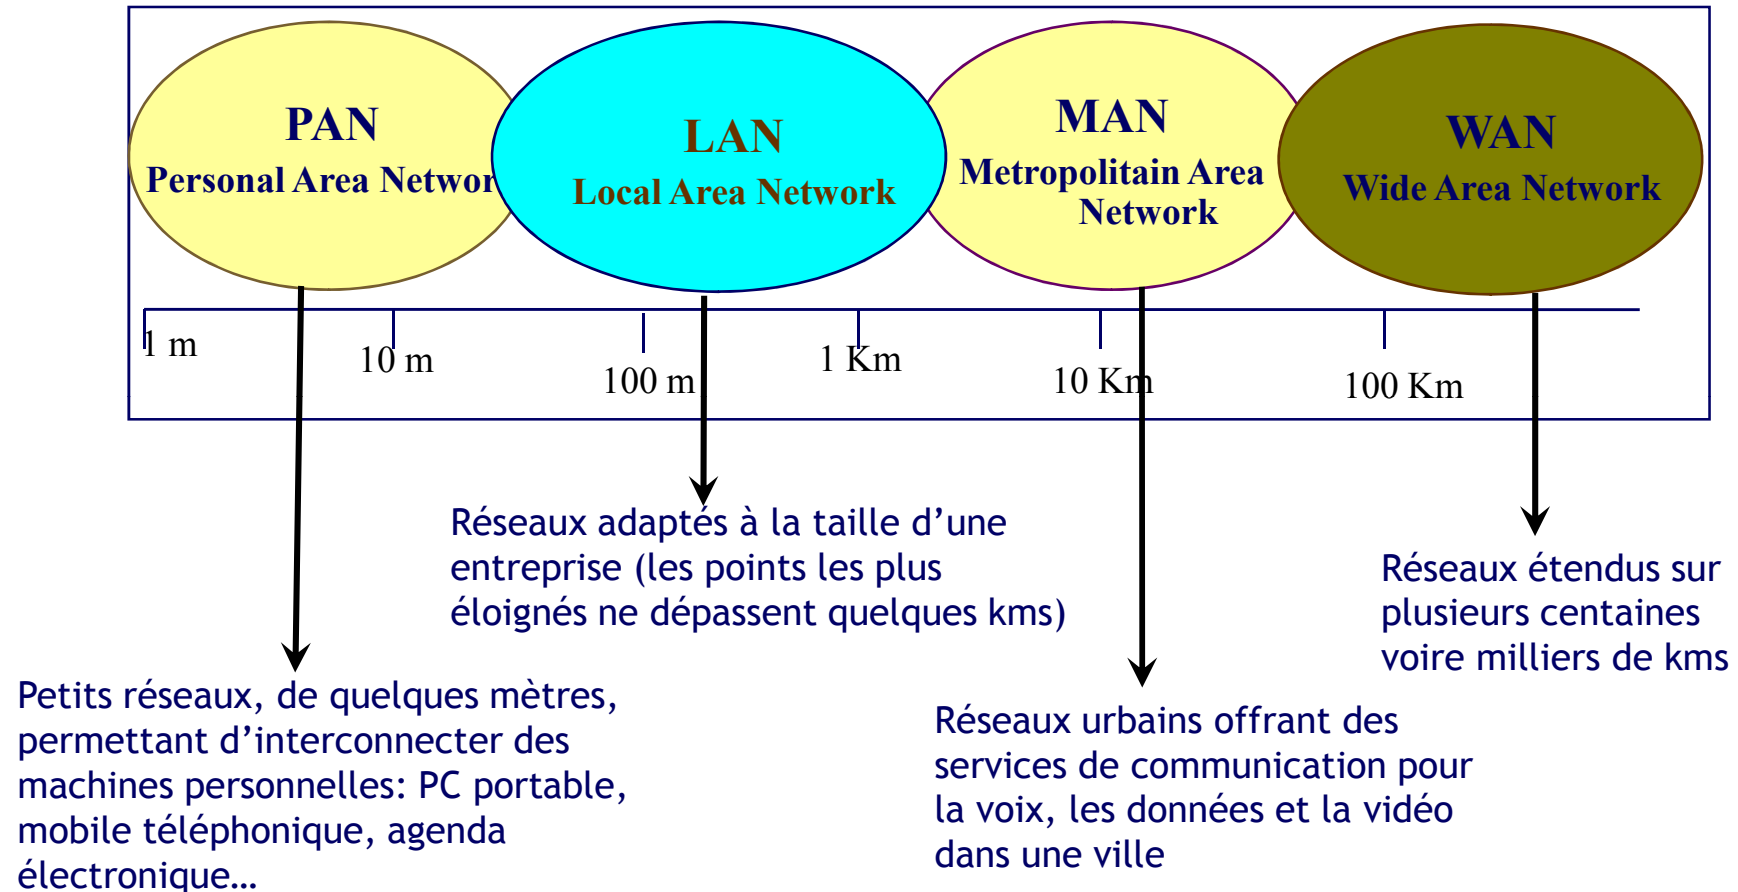 PAN
Personal Area Networ
LAN
Local Area Network
MAN
Metropolitain Area
Network
WAN
Wide Area Network
1 m
10 m
100 m
1 Km
10 Km
100 Km
Réseaux adaptés à la taille d’une
entreprise (les points les plus
éloignés ne dépassent quelques kms)
Réseaux étendus sur
plusieurs centaines
voire milliers de kms
Petits réseaux, de quelques mètres,
permettant d’interconnecter des
machines personnelles: PC portable,
mobile téléphonique, agenda
électronique…
Réseaux urbains offrant des
services de communication pour
la voix, les données et la vidéo
dans une ville